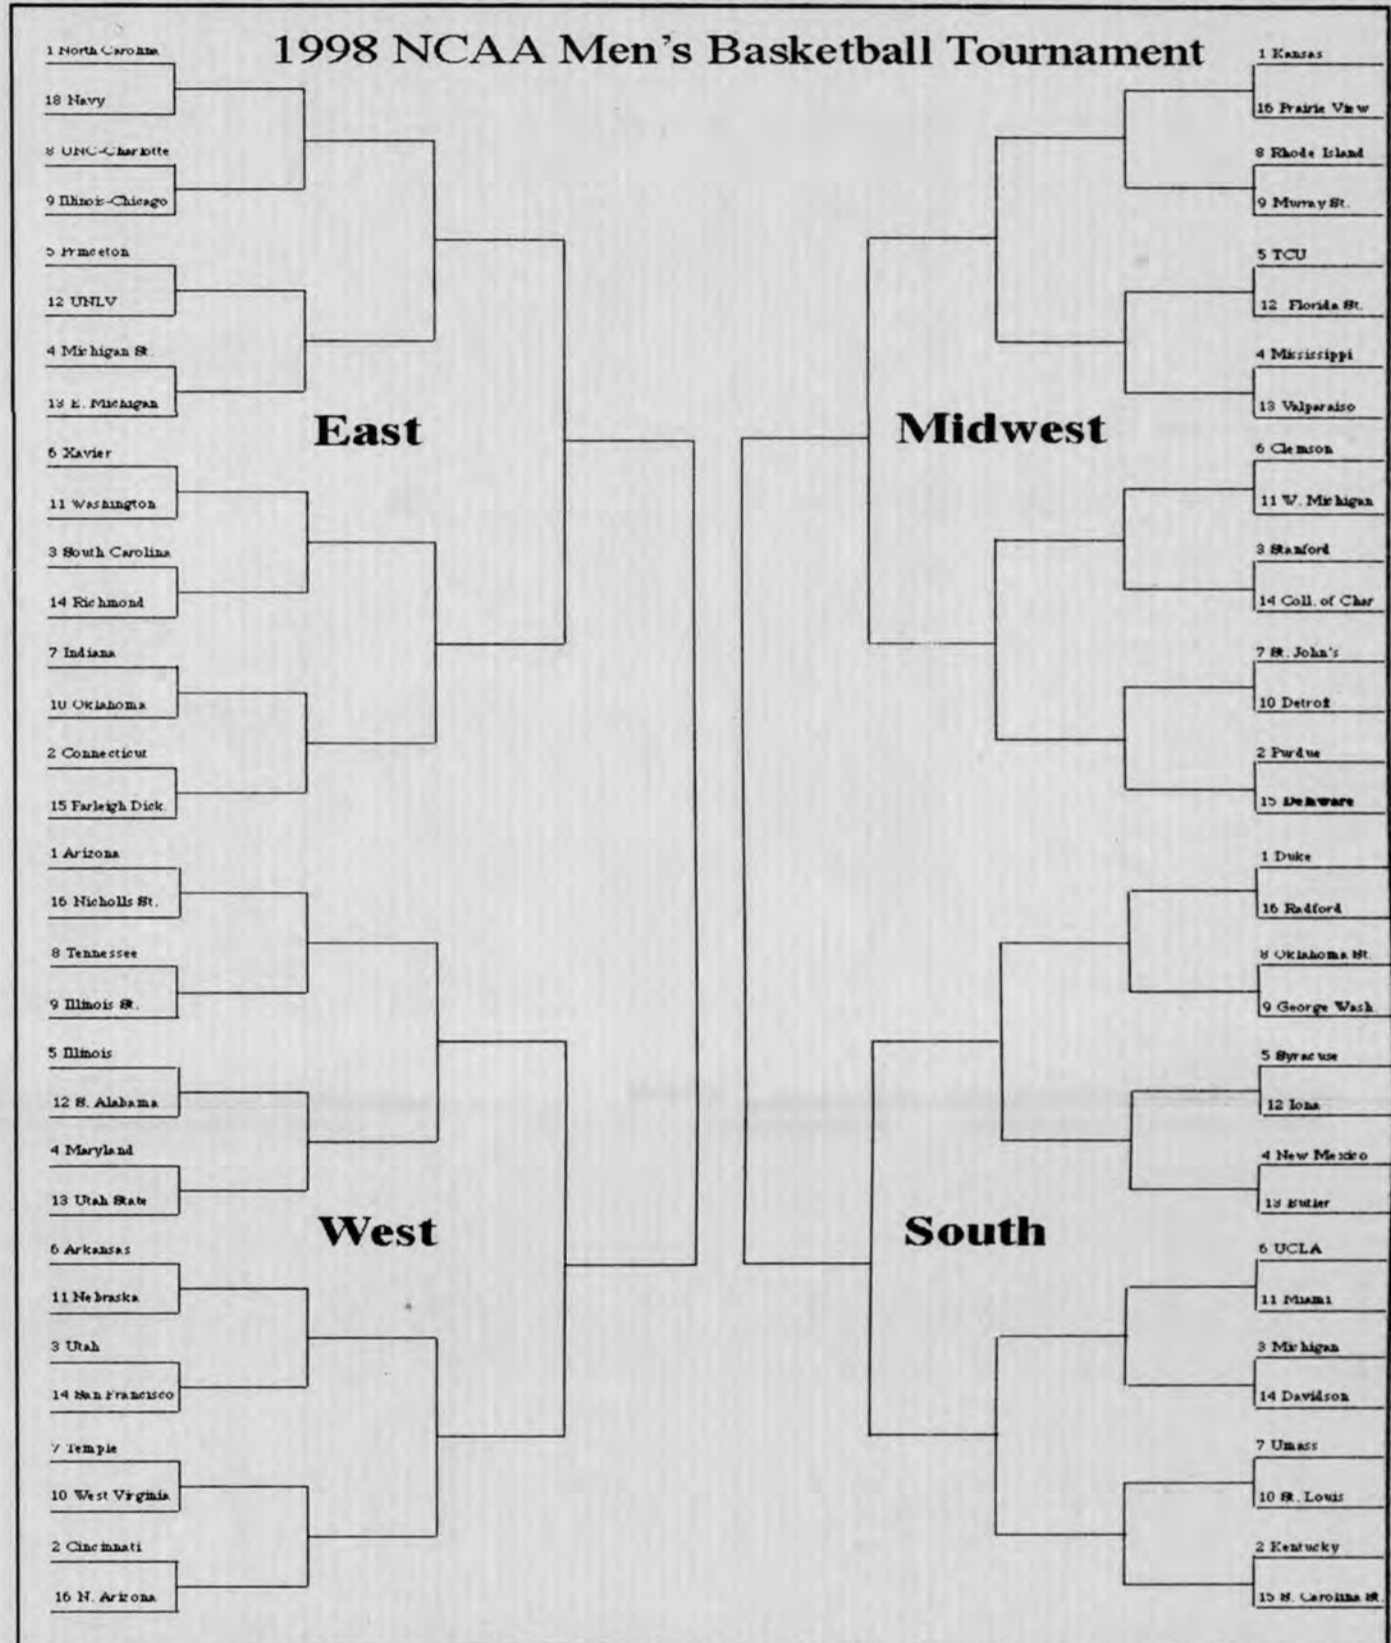 1998 NCAA Men's Basketball Tournament
1 North Carolina
18 Navy
8 UNC-Charlotte
9 Illinois-Chicago
5 Princeton
12 UNLV
4 Michigan St.
13 E. Michigan
East
6 Xavier
11 Washington
3 South Carolina
14 Richmond
7 Indiana
10 Oklahoma
2 Connecticut
15 Farleigh Dick.
1 Arizona
16 Nicholls St.
8 Tennessee
9 Illinois St.
5 Illinois
12 S. Alabama
4 Maryland
13 Utah State
West
6 Arkansas
11 Nebraska
3 Utah
14 San Francisco
7 Temple
10 West Virginia
2 Cincinnati
16 N. Arizona
1 Kansas
16 Prairie View
8 Rhode Island
9 Murray St.
5 TCU
12 Florida St.
4 Mississippi
13 Valparaiso
Midwest
6 Clemson
11 W. Michigan
3 Stanford
14 Coll. of Char
7 St. John's
10 Detroit
2 Purdue
15 Delaware
1 Duke
16 Radford
8 Oklahoma St.
9 George Wash.
5 Syracuse
12 Iona
4 New Mexico
13 Butler
South
6 UCLA
11 Miami
3 Michigan
14 Davidson
7 Umass
10 St. Louis
2 Kentucky
15 S. Carolina St.